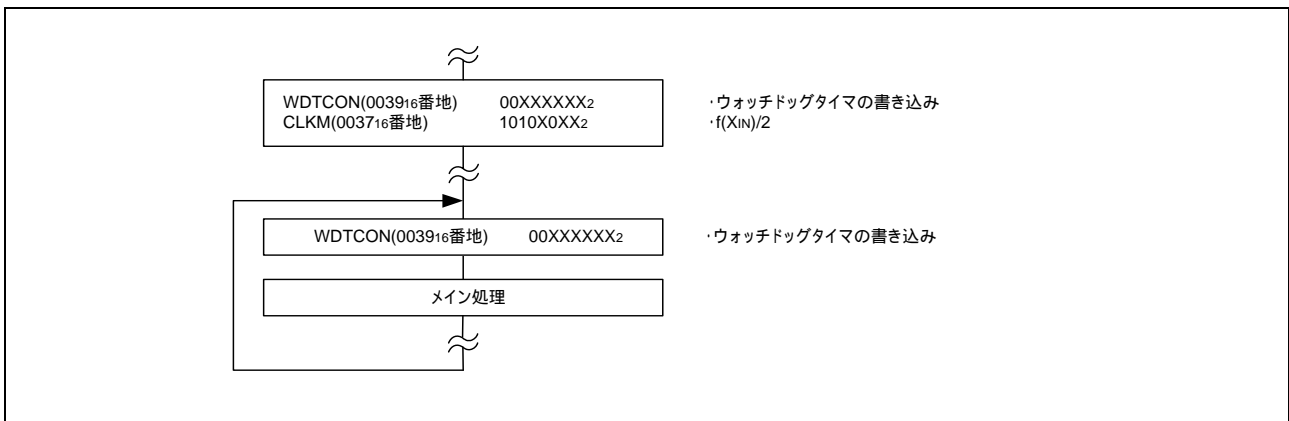 WDTCON(003916番地) 00XXXXXX2 ・ウォッチドッグタイマの書き込み
CLKM(003716番地) 1010X0XX2 ・f(XIN)/2
WDTCON(003916番地) 00XXXXXX2 ・ウォッチドッグタイマの書き込み
メイン処理